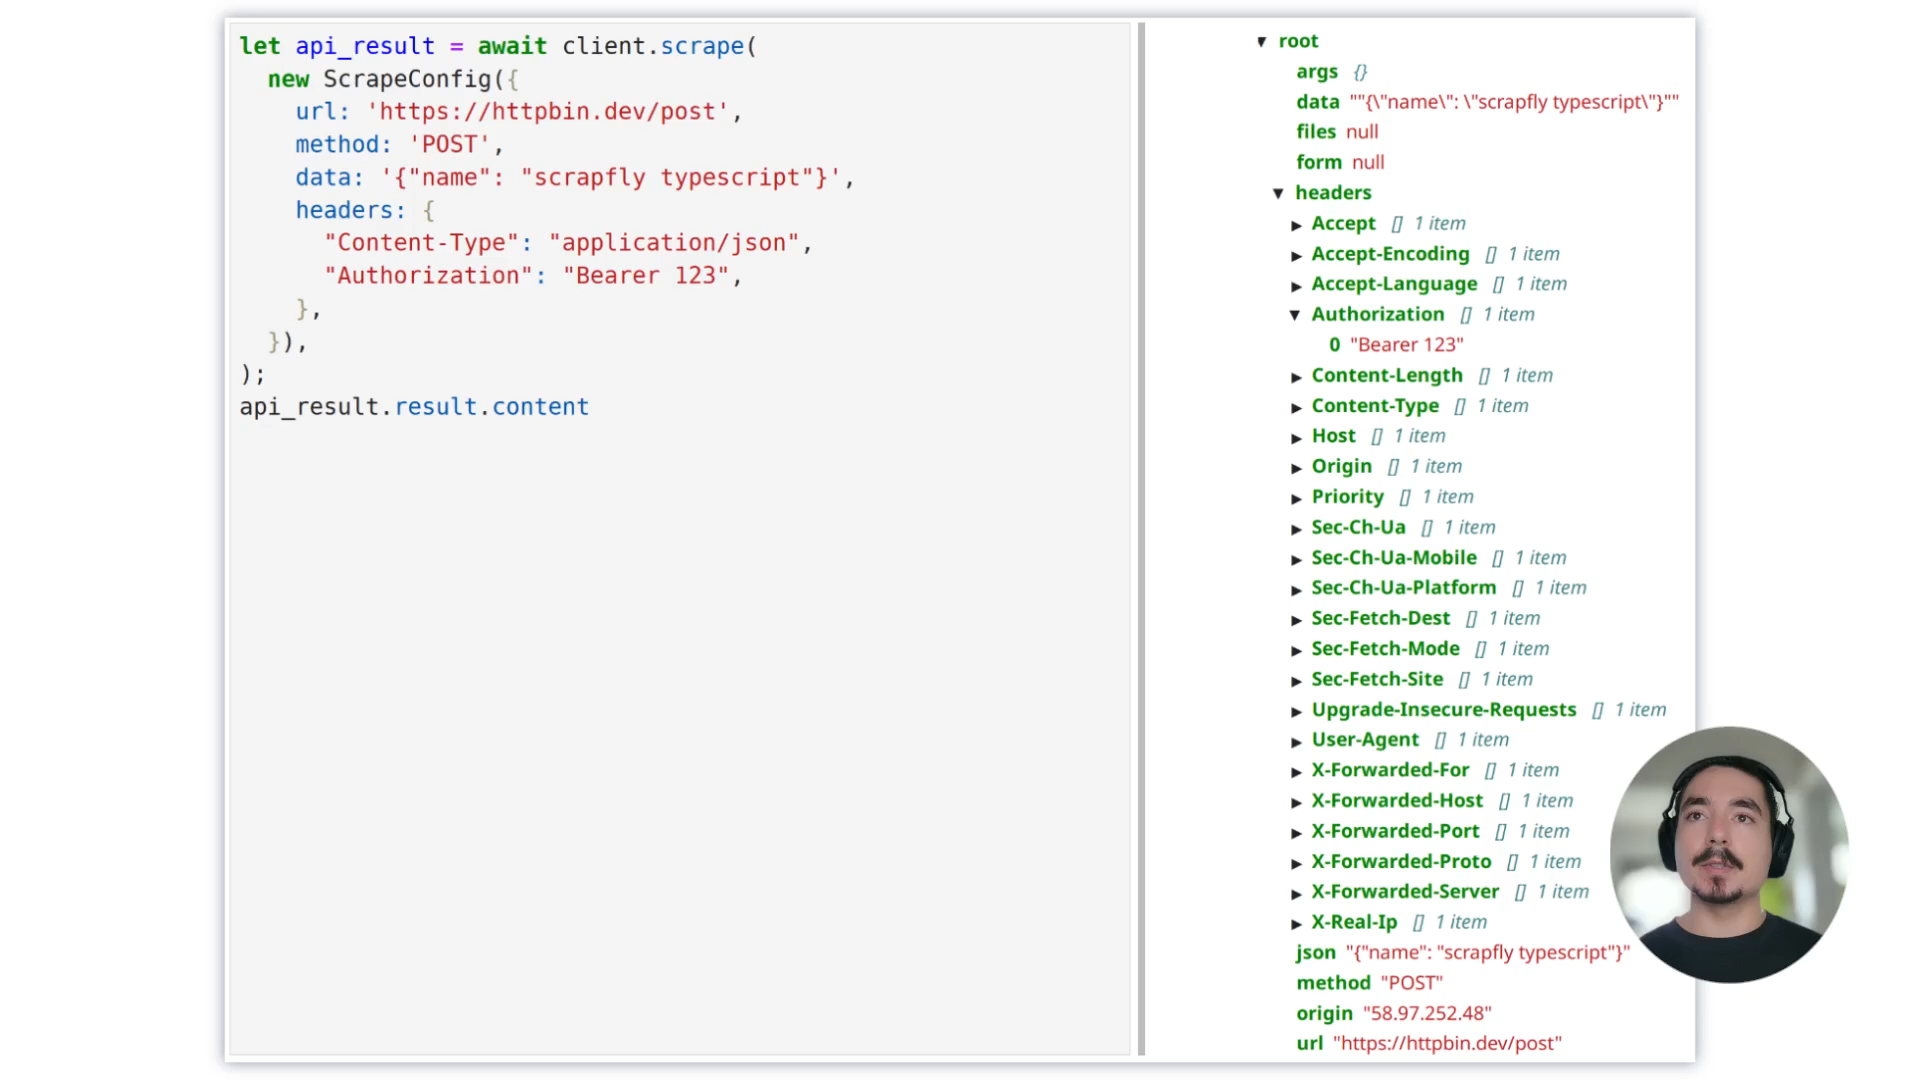 let api_result = await client.scrape(
  new ScrapeConfig({
    url: 'https://httpbin.dev/post',
    method: 'POST',
    data: '{"name": "scrapfly typescript"}',
    headers: {
      "Content-Type": "application/json",
      "Authorization": "Bearer 123",
    },
  }),
);
api_result.result.content
▼ root
args {}
data ""{\"name\": \"scrapfly typescript\"}""
files null
form null
▼ headers
▶ Accept [] 1 item
▶ Accept-Encoding [] 1 item
▶ Accept-Language [] 1 item
▼ Authorization [] 1 item
0 "Bearer 123"
▶ Content-Length [] 1 item
▶ Content-Type [] 1 item
▶ Host [] 1 item
▶ Origin [] 1 item
▶ Priority [] 1 item
▶ Sec-Ch-Ua [] 1 item
▶ Sec-Ch-Ua-Mobile [] 1 item
▶ Sec-Ch-Ua-Platform [] 1 item
▶ Sec-Fetch-Dest [] 1 item
▶ Sec-Fetch-Mode [] 1 item
▶ Sec-Fetch-Site [] 1 item
▶ Upgrade-Insecure-Requests [] 1 item
▶ User-Agent [] 1 item
▶ X-Forwarded-For [] 1 item
▶ X-Forwarded-Host [] 1 item
▶ X-Forwarded-Port [] 1 item
▶ X-Forwarded-Proto [] 1 item
▶ X-Forwarded-Server [] 1 item
▶ X-Real-Ip [] 1 item
json "{"name": "scrapfly typescript"}"
method "POST"
origin "58.97.252.48"
url "https://httpbin.dev/post"